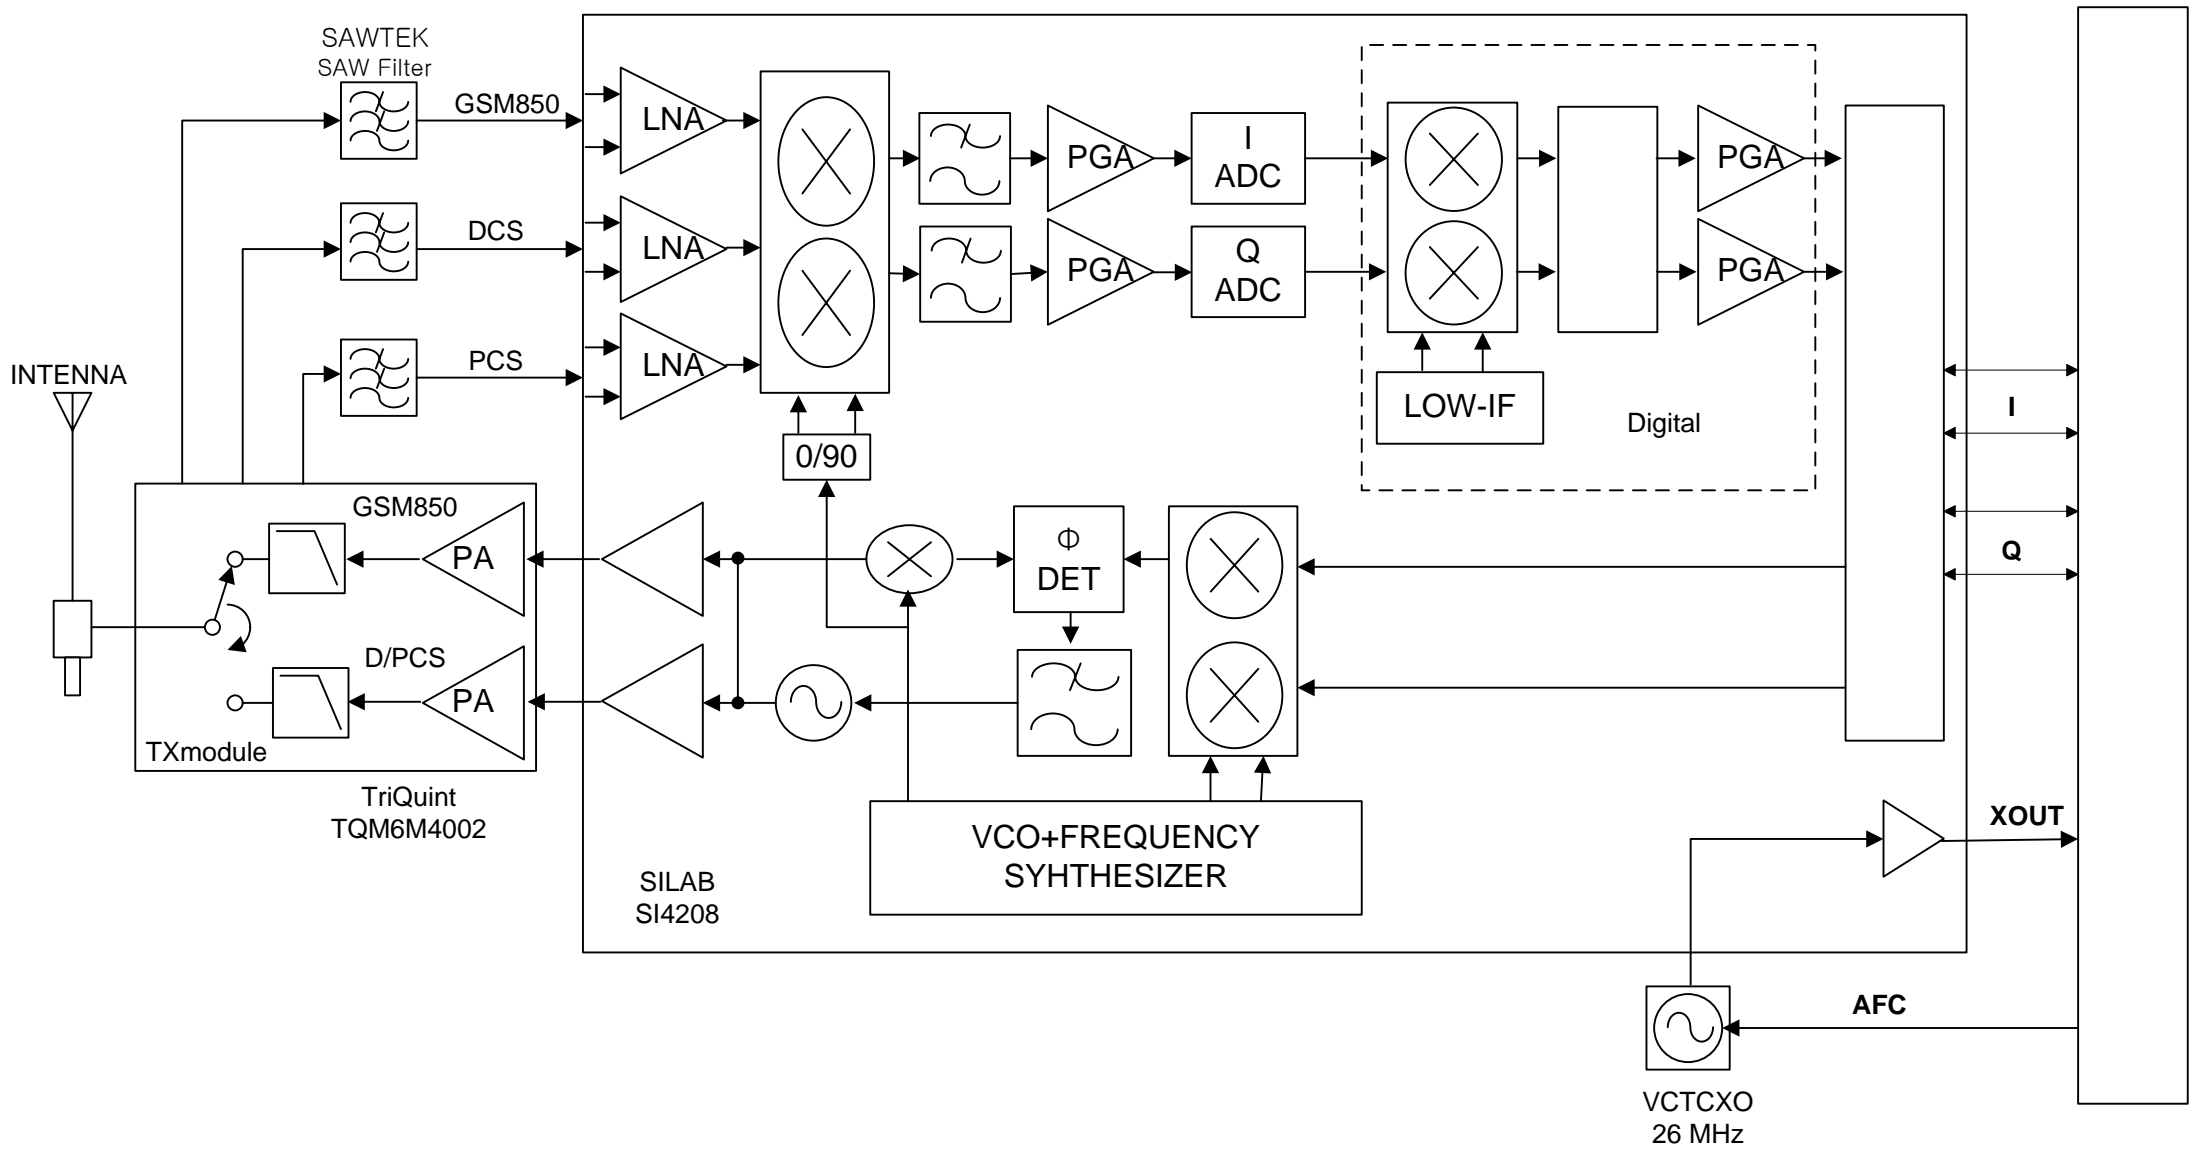 SAWTEK
SAW Filter
GSM850
DCS
PCS
LNA
LNA
LNA
PGA
PGA
I
ADC
Q
ADC
PGA
PGA
LOW-IF
Digital
0/90
INTENNA
I
Q
GSM850
PA
D/PCS
PA
TXmodule
TriQuint
TQM6M4002
Φ
DET
VCO+FREQUENCY
SYHTHESIZER
SILAB
SI4208
XOUT
AFC
VCTCXO
26 MHz